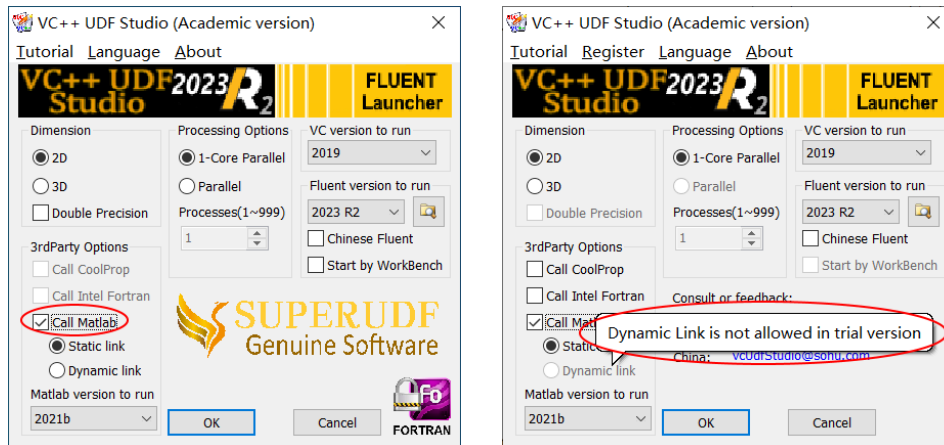 VC++ UDF Studio (Academic version)
Tutorial Language About
VC++ UDF Studio 2023R2
FLUENT Launcher
Dimension
2D
3D
Double Precision
Processing Options
1-Core Parallel
Parallel
Processes(1~999)
1
VC version to run
2019
Fluent version to run
2023 R2
Chinese Fluent
Start by WorkBench
3rdParty Options
Call CoolProp
Call Intel Fortran
Call Matlab
Static link
Dynamic link
Matlab version to run
2021b
SUPERUDF
Genuine Software
Fo
FORTRAN
OK
Cancel
VC++ UDF Studio (Academic version)
Tutorial Register Language About
VC++ UDF Studio 2023R2
FLUENT Launcher
Dimension
2D
3D
Double Precision
Processing Options
1-Core Parallel
Parallel
Processes(1~999)
1
VC version to run
2019
Fluent version to run
2023 R2
Chinese Fluent
Start by WorkBench
3rdParty Options
Call CoolProp
Call Intel Fortran
Call Mat
Static
Dynamic link
Matlab version to run
2021b
Consult or feedback:
Dynamic Link is not allowed in trial version
China: vcUdfStudio@sohu.com
OK
Cancel